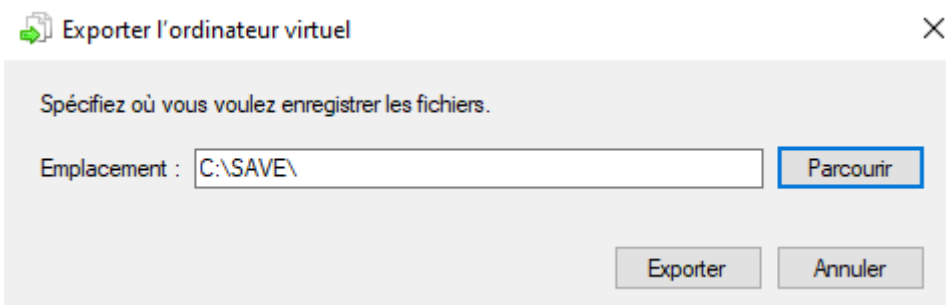 Exporter l'ordinateur virtuel
Spécifiez où vous voulez enregistrer les fichiers.
Emplacement : C:\SAVE\ Parcourir
Exporter Annuler